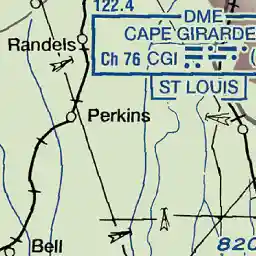 122.4
DME
CAPE GIRARDE
Randels
Ch 76 CGI
ST LOUIS
Perkins
Bell
820